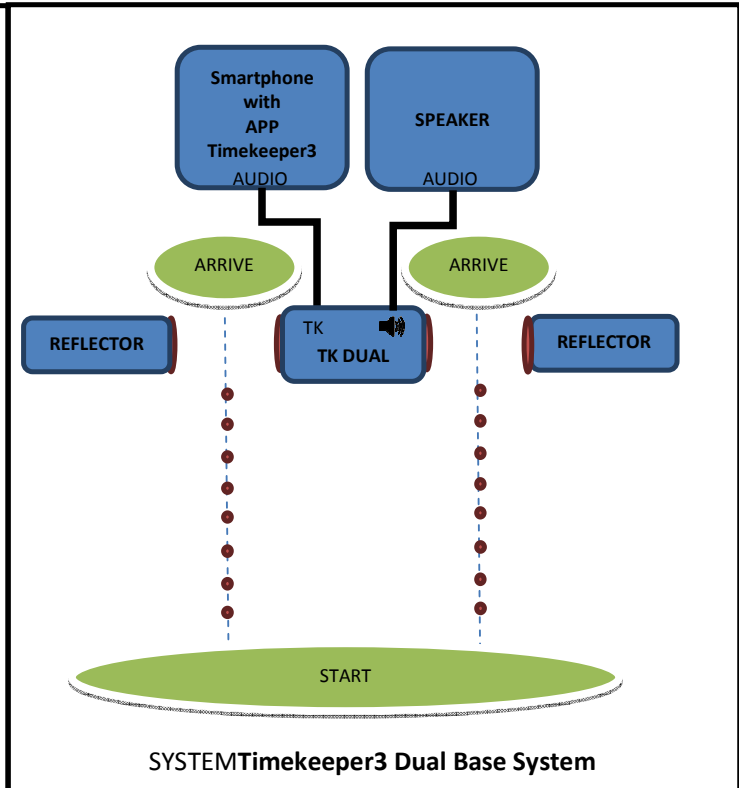 Smartphone
with
APP
Timekeeper3
AUDIO
SPEAKER
AUDIO
ARRIVE
ARRIVE
REFLECTOR
TK
TK DUAL
REFLECTOR
START
SYSTEMTimekeeper3 Dual Base System